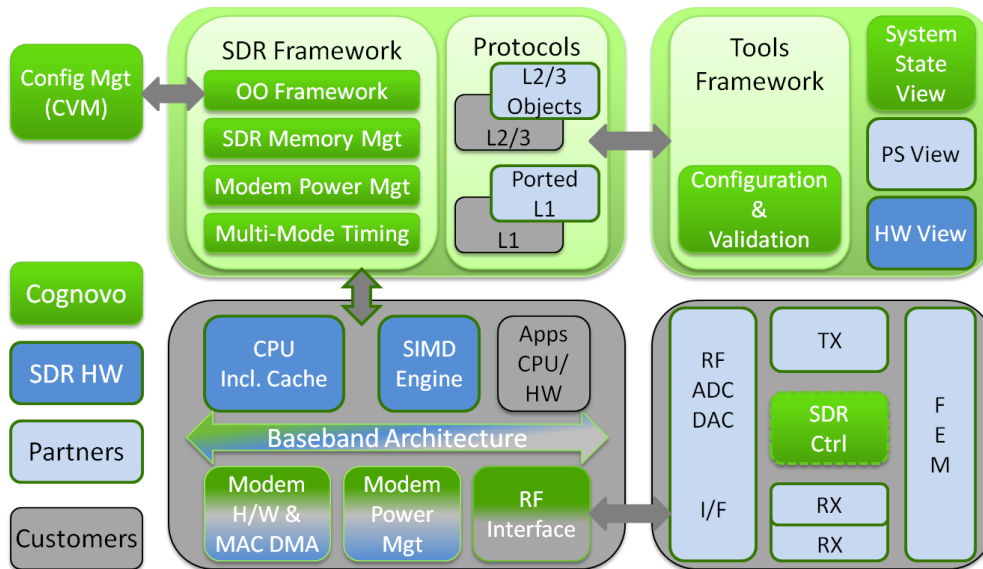 Config Mgt
(CVM)
SDR Framework
OO Framework
SDR Memory Mgt
Modem Power Mgt
Multi-Mode Timing
Protocols
L2/3
Objects
L2/3
Ported
L1
L1
Tools
Framework
Configuration
&
Validation
System
State
View
PS View
HW View
Cognovo
SDR HW
Partners
Customers
CPU
Incl. Cache
SIMD
Engine
Apps
CPU/
HW
Baseband Architecture
Modem
H/W &
MAC DMA
Modem
Power
Mgt
RF
Interface
RF
ADC
DAC
I/F
TX
SDR
Ctrl
RX
RX
F
E
M